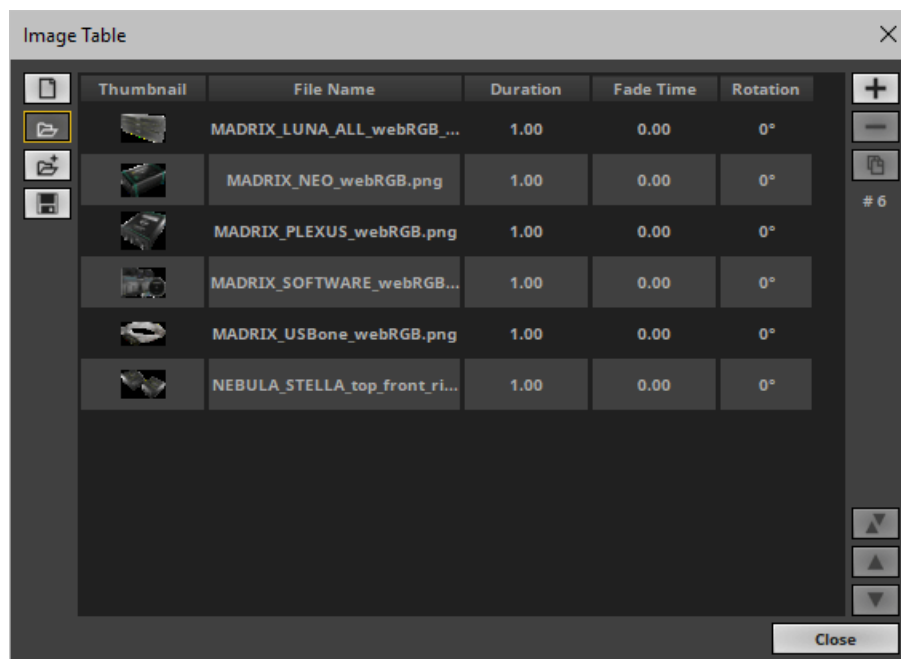 Image Table
Thumbnail File Name Duration Fade Time Rotation
MADRIX_LUNA_ALL_webRGB_... 1.00 0.00 0°
MADRIX_NEO_webRGB.png 1.00 0.00 0°
# 6
MADRIX_PLEXUS_webRGB.png 1.00 0.00 0°
MADRIX_SOFTWARE_webRGB... 1.00 0.00 0°
MADRIX_USBone_webRGB.png 1.00 0.00 0°
NEBULA_STELLA_top_front_ri... 1.00 0.00 0°
Close